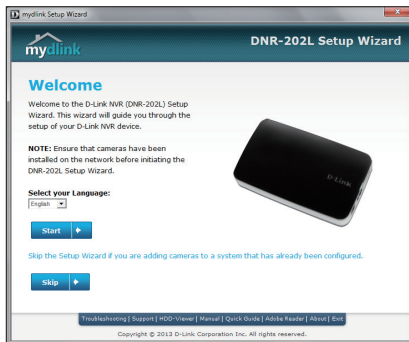 mydlink Setup Wizard
mydlink
DNR-202L Setup Wizard
Welcome
Welcome to the D-Link NVR (DNR-202L) Setup
Wizard. This wizard will guide you through the
setup of your D-Link NVR device.
NOTE: Ensure that cameras have been
installed on the network before initiating the
DNR-202L Setup Wizard.
D-Link
Select your Language:
English
Start
Skip the Setup Wizard if you are adding cameras to a system that has already been configured.
Skip
Troubleshooting | Support | HDD-Viewer | Manual | Quick Guide | Adobe Reader | About | Exit
Copyright © 2013 D-Link Corporation Inc. All rights reserved.